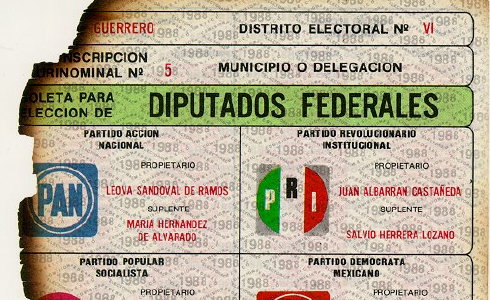 GUERRERO DISTRITO ELECTORAL Nº VI
NSCRIPCION
URINOMINAL Nº 5 MUNICIPIO O DELEGACION
OLETA PARA
LECCION DE DIPUTADOS FEDERALES
PARTIDO ACCION
NACIONAL
PROPIETARIO
PAN
LEOVA SANDOVAL DE RAMOS
SUPLENTE
MARIA HERNANDEZ
DE ALVARADO
PARTIDO REVOLUCIONARIO
INSTITUCIONAL
PROPIETARIO
PRI
JUAN ALBARRAN CASTAÑEDA
SUPLENTE
SALVIO HERRERA LOZANO
PARTIDO POPULAR
SOCIALISTA
PROPIETARIO
PARTIDO DEMOCRATA
MEXICANO
PROPIETARIO